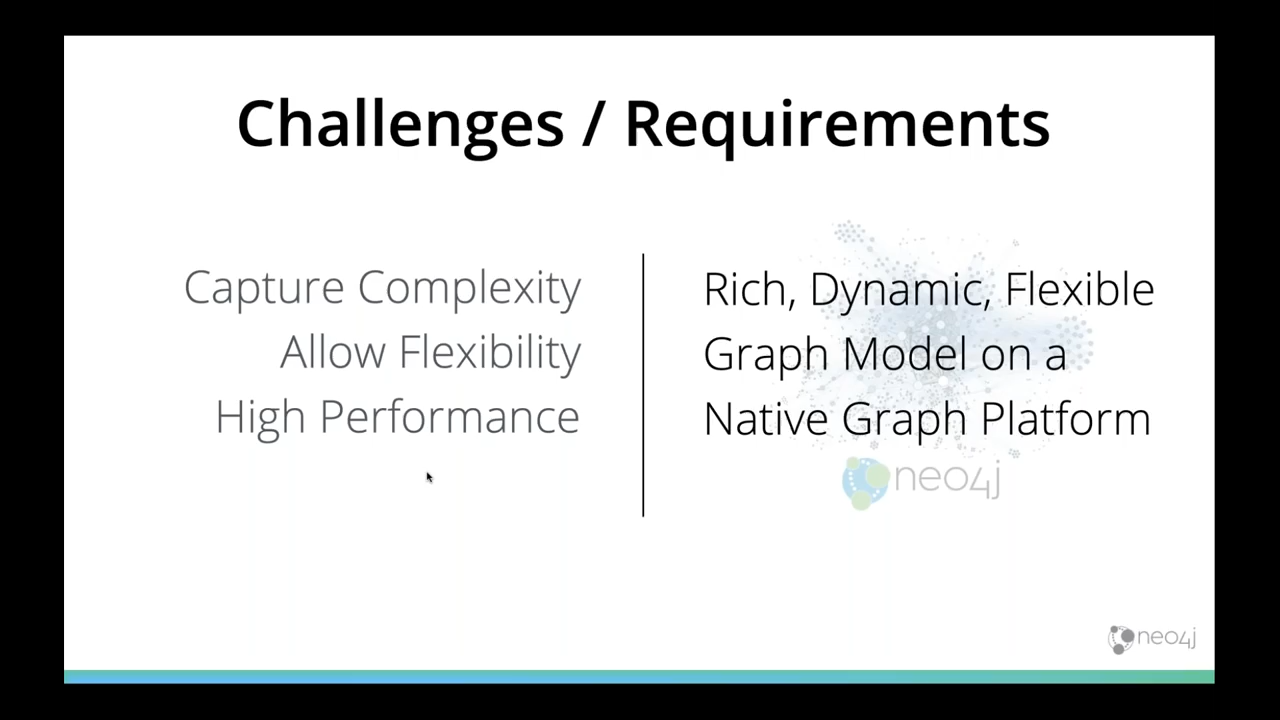 Challenges / Requirements
Capture Complexity
Allow Flexibility
High Performance
Rich, Dynamic, Flexible
Graph Model on a
Native Graph Platform
neo4j
neo4j